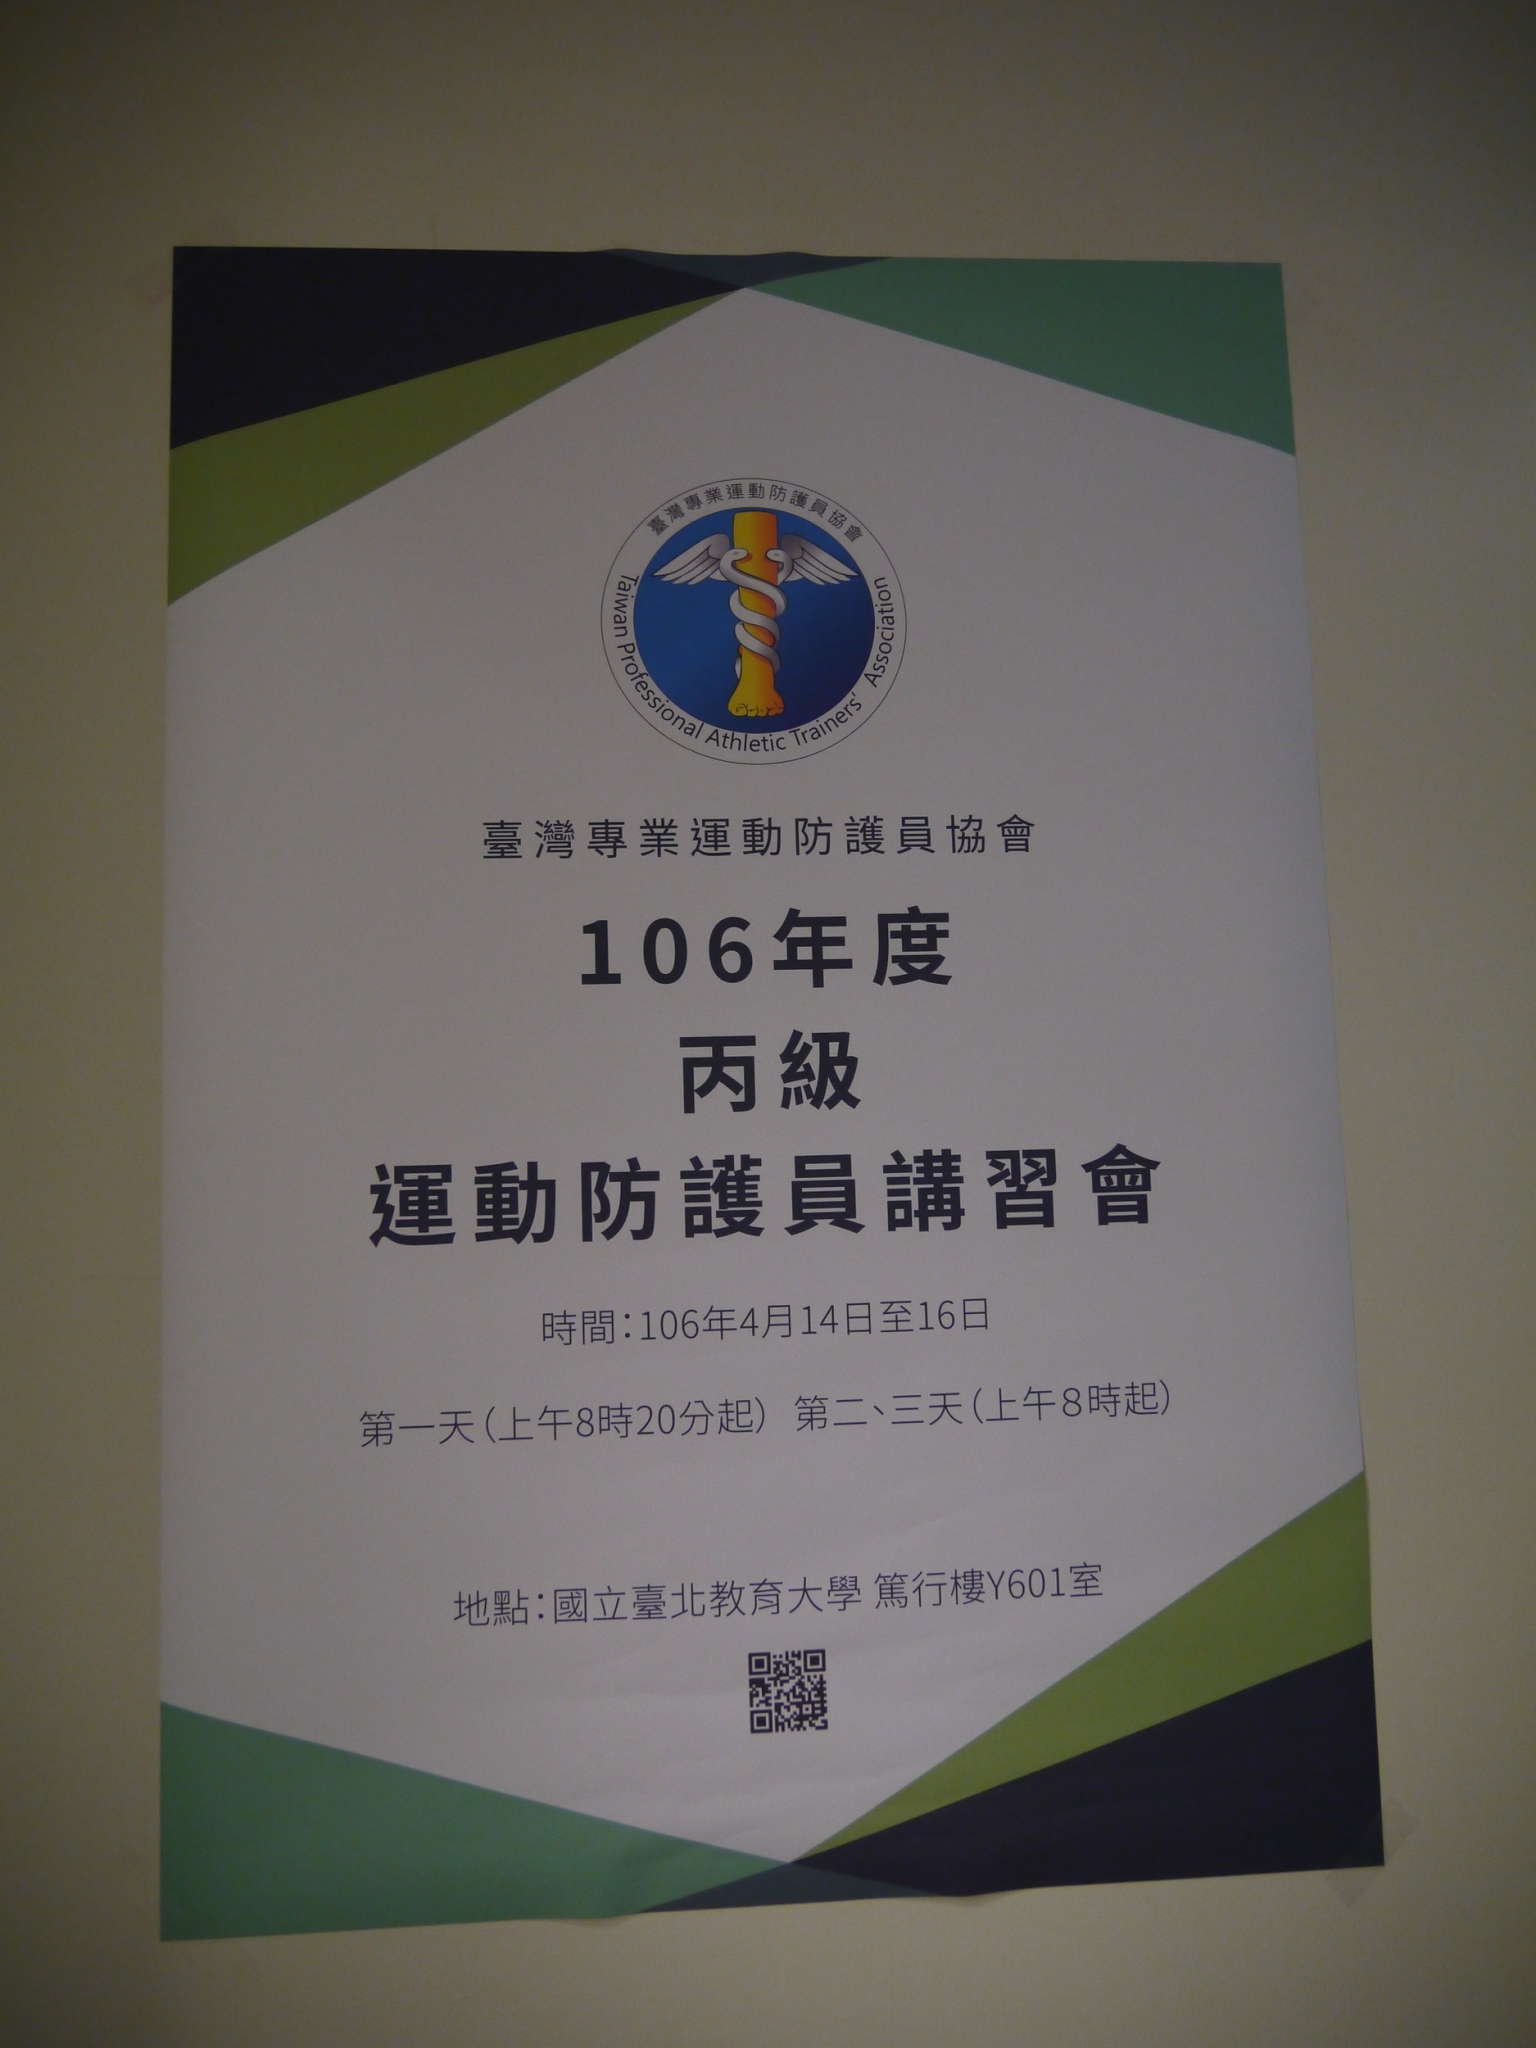 臺灣專業運動防護員協會
Taiwan Professional Athletic Trainers' Association
臺灣專業運動防護員協會
106年度
丙級
運動防護員講習會
時間：106年4月14日至16日
第一天（上午8時20分起） 第二、三天（上午８時起）
地點：國立臺北教育大學 篤行樓Y601室